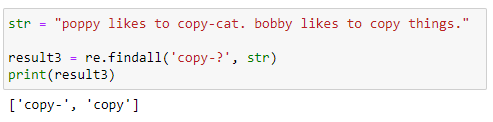 str = "poppy likes to copy-cat. bobby likes to copy things."
result3 = re.findall('copy-?', str)
print(result3)
['copy-', 'copy']